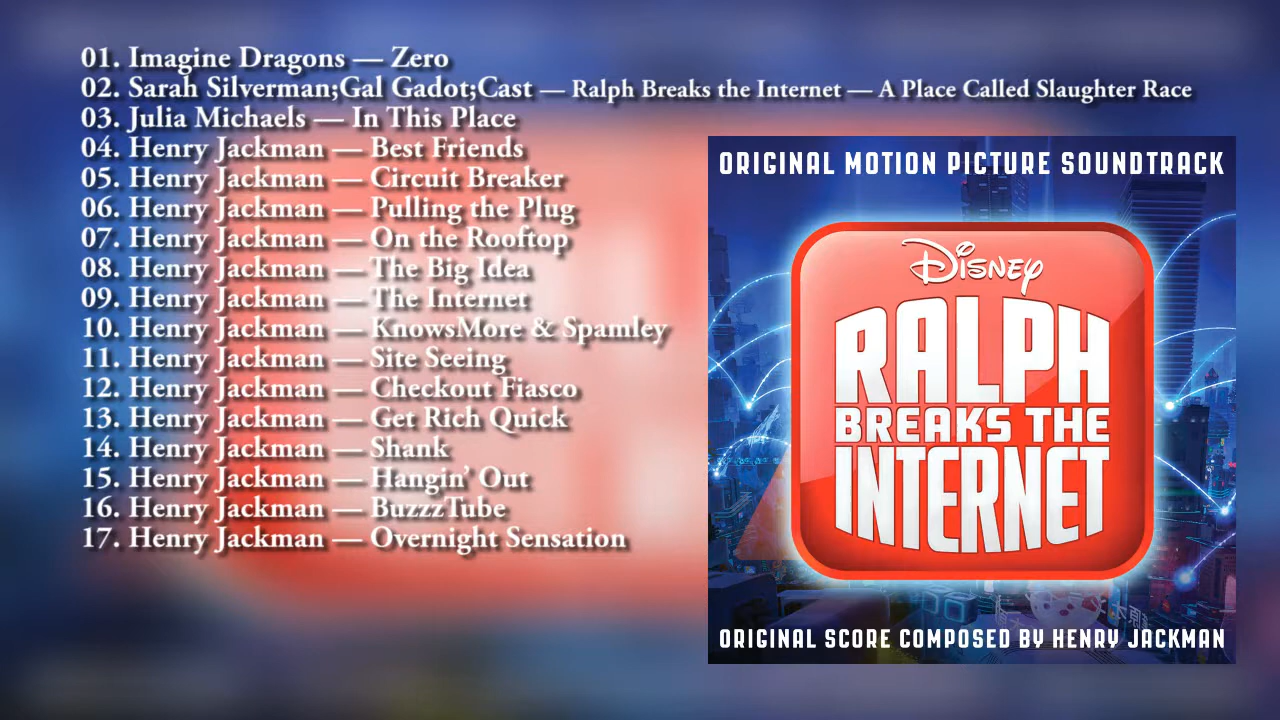 01. Imagine Dragons — Zero
02. Sarah Silverman;Gal Gadot;Cast — Ralph Breaks the Internet — A Place Called Slaughter Race
03. Julia Michaels — In This Place
04. Henry Jackman — Best Friends
05. Henry Jackman — Circuit Breaker
06. Henry Jackman — Pulling the Plug
07. Henry Jackman — On the Rooftop
08. Henry Jackman — The Big Idea
09. Henry Jackman — The Internet
10. Henry Jackman — KnowsMore & Spamley
11. Henry Jackman — Site Seeing
12. Henry Jackman — Checkout Fiasco
13. Henry Jackman — Get Rich Quick
14. Henry Jackman — Shank
15. Henry Jackman — Hangin’ Out
16. Henry Jackman — BuzzzTube
17. Henry Jackman — Overnight Sensation
ORIGINAL MOTION PICTURE SOUNDTRACK
DISNEY
RALPH
BREAKS THE
INTERNET
ORIGINAL SCORE COMPOSED BY HENRY JACKMAN